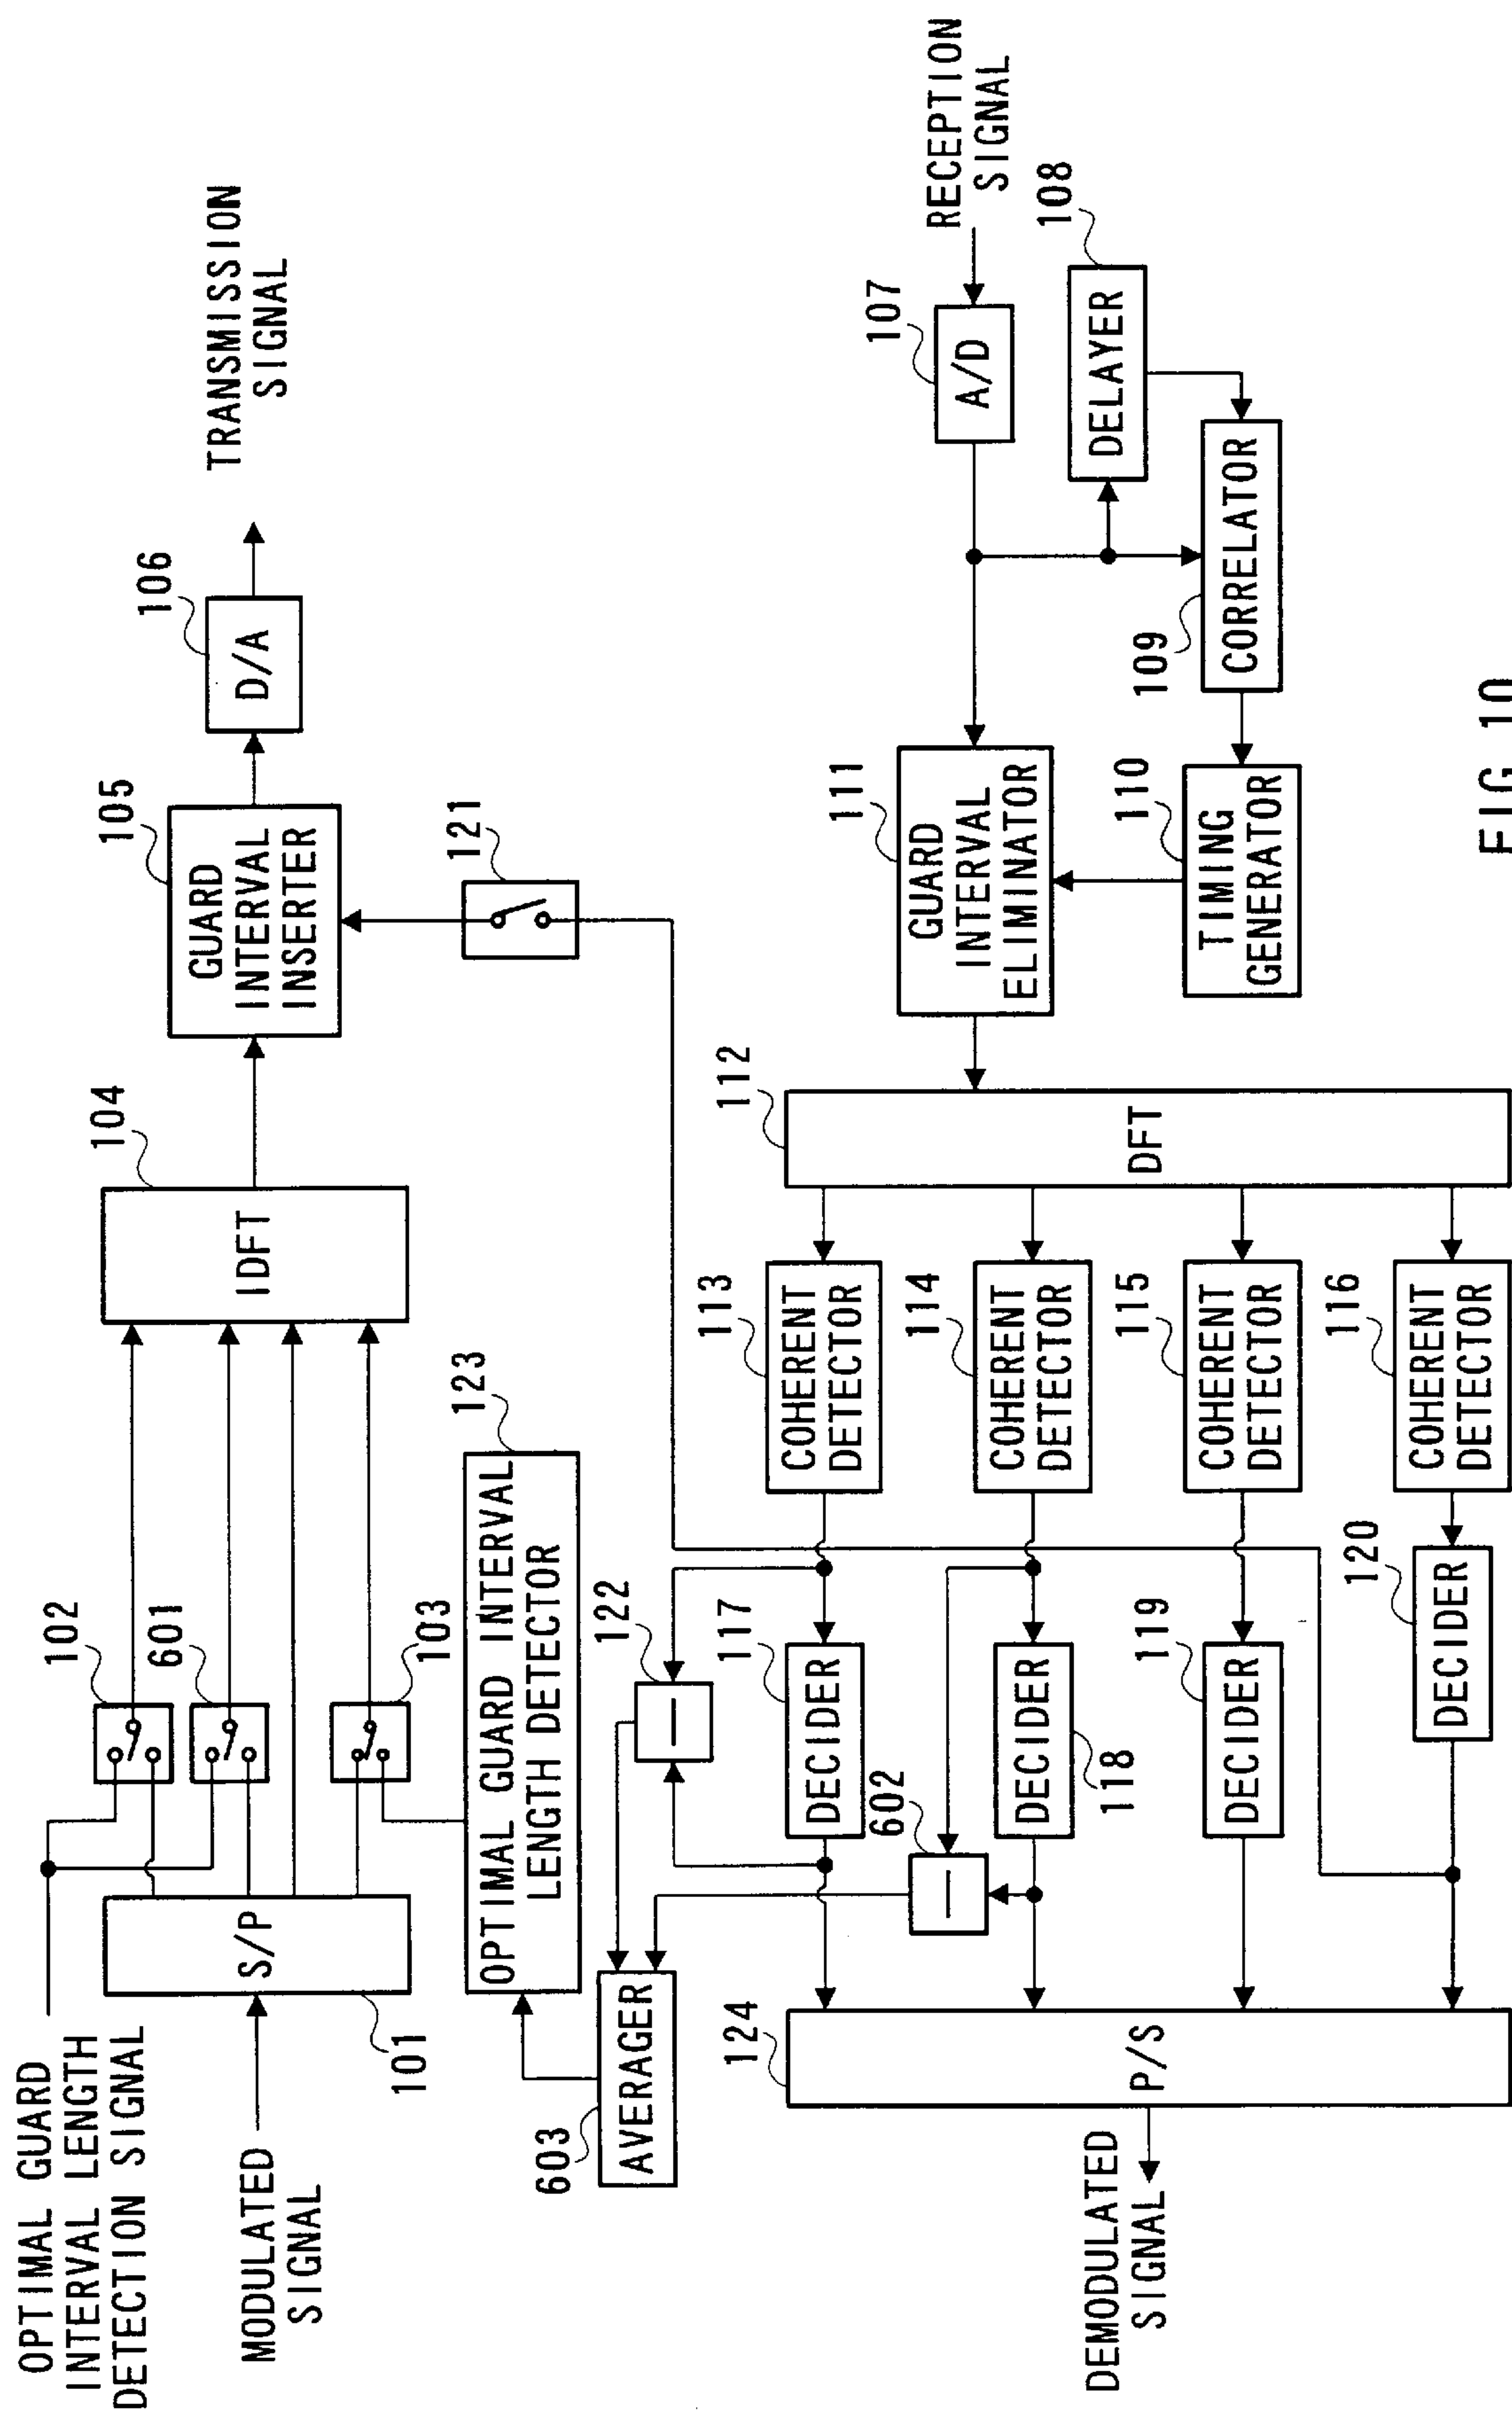 OPTIMAL GUARD
INTERVAL LENGTH
DETECTION SIGNAL
MODULATED
SIGNAL
101
S/P
102
601
103
104
IDFT
105
GUARD
INTERVAL
INSERTER
106
D/A
TRANSMISSION
SIGNAL
121
123
OPTIMAL GUARD INTERVAL
LENGTH DETECTOR
603
AVERAGER
122
602
RECEPTION
SIGNAL
107
A/D
108
DELAYER
109
CORRELATOR
110
TIMING
GENERATOR
111
GUARD
INTERVAL
ELIMINATOR
112
DFT
113
COHERENT
DETECTOR
114
COHERENT
DETECTOR
115
COHERENT
DETECTOR
116
COHERENT
DETECTOR
117
DECIDER
118
DECIDER
119
DECIDER
120
DECIDER
124
P/S
DEMODULATED
SIGNAL
FIG.10